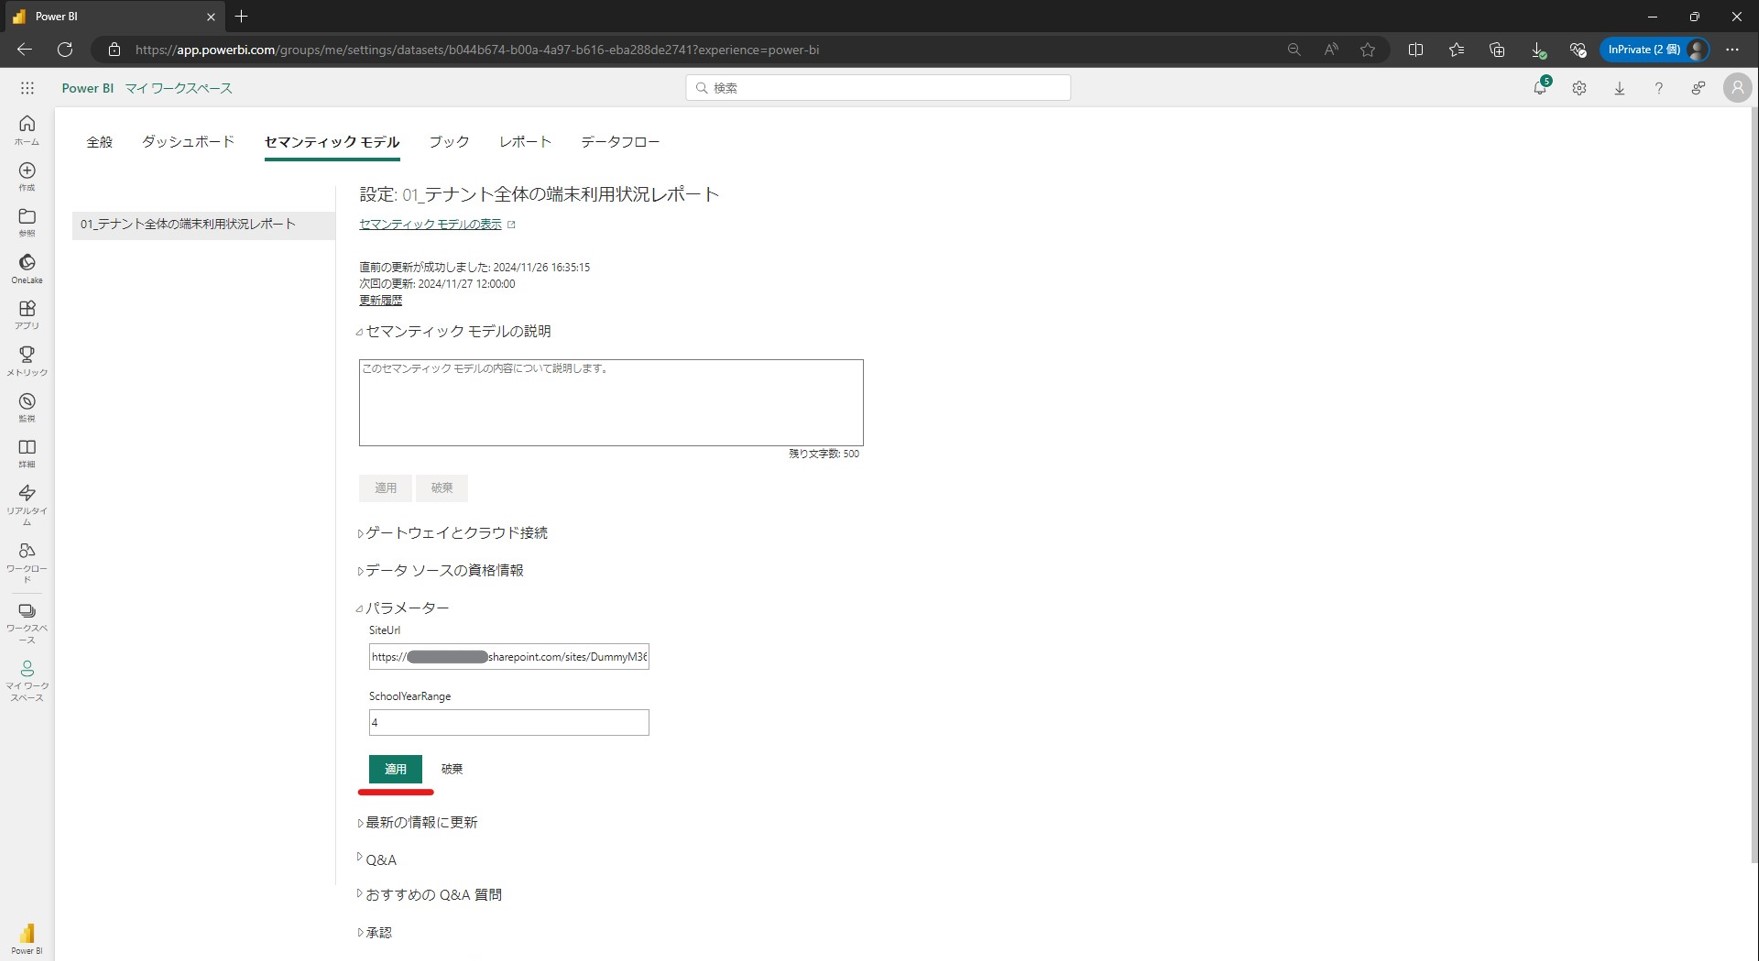 Power BI
https://app.powerbi.com/groups/me/settings/datasets/b044b674-b00a-4a97-b616-eba288de2741?experience=power-bi
InPrivate (2 個)
Power BI マイ ワークスペース
検索
5
ホーム
作成
参照
OneLake
アプリ
メトリック
監視
詳細
リアルタイ
ム
ワークロー
ド
ワークスペ
ース
マイ ワーク
スペース
Power BI
全般 ダッシュボード セマンティック モデル ブック レポート データフロー
01_テナント全体の端末利用状況レポート
設定: 01_テナント全体の端末利用状況レポート
セマンティック モデルの表示
直前の更新が成功しました: 2024/11/26 16:35:15
次回の更新: 2024/11/27 12:00:00
更新履歴
セマンティック モデルの説明
このセマンティック モデルの内容について説明します。
残り文字数: 500
適用 破棄
ゲートウェイとクラウド接続
データ ソースの資格情報
パラメーター
SiteUrl
https:// sharepoint.com/sites/DummyM36
SchoolYearRange
4
適用 破棄
最新の情報に更新
Q&A
おすすめの Q&A 質問
承認